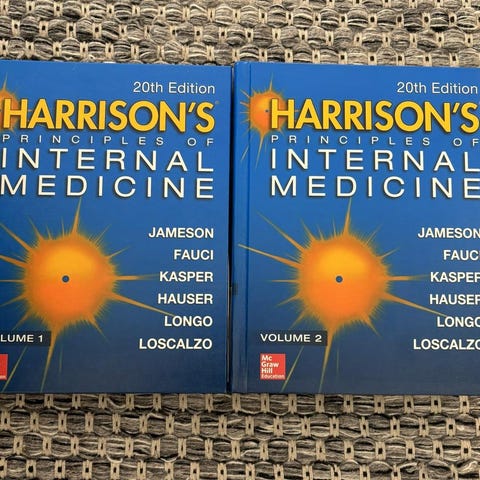 20th Edition
HARRISON'S®
PRINCIPLES OF
INTERNAL
MEDICINE
JAMESON
FAUCI
KASPER
HAUSER
LONGO
LOSCALZO
LUME 1
20th Edition
HARRISON'S
PRINCIPLES OF
INTERNAL
MEDICINE
JAMESON
FAUCI
KASPER
HAUSER
LONGO
LOSCALZO
VOLUME 2
Mc
Graw
Hill
Education